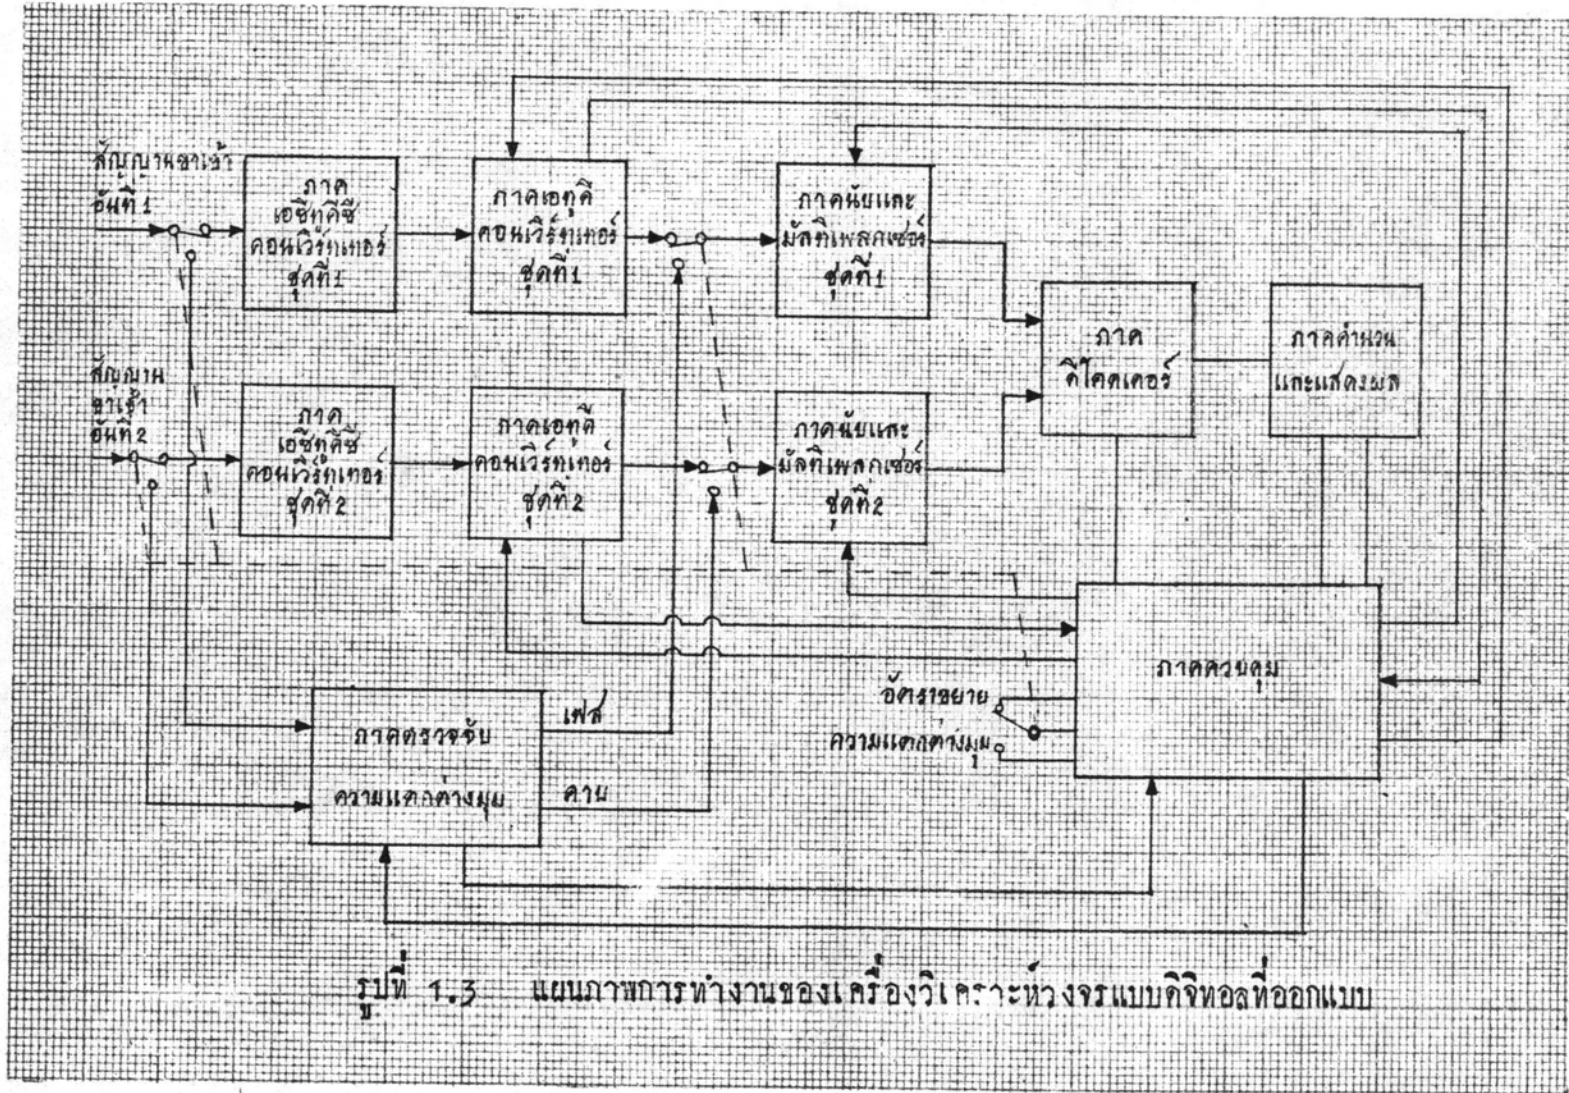 สัญญานขาเข้า
อันที่1
ภาค
เอซีทูดีซี
คอนเวิร์ทเทอร์
ชุดที่1
ภาคเอทูดี
คอนเวิร์ทเทอร์
ชุดที่1
ภาคนัยและ
มัลทิเพลกเซอร์
ชุดที่1
ภาค
ดีโคดเดอร์
ภาคคำนวน
และแสดงผล
สัญญาน
ขาเข้า
อันที่2
ภาค
เอซีทูดีซี
คอนเวิร์ทเทอร์
ชุดที่2
ภาคเอทูดี
คอนเวิร์ทเทอร์
ชุดที่2
ภาคนัยและ
มัลทิเพลกเซอร์
ชุดที่2
ภาคควบคุม
อัตราขยาย
ความแตกต่างมุม
ภาคตรวจจับ
ความแตกต่างมุม
เฟส
คาบ
รูปที่ 1.3 แผนภาพการทำงานของเครื่องวิเคราะห์วงจรแบบดิจิทอลที่ออกแบบ